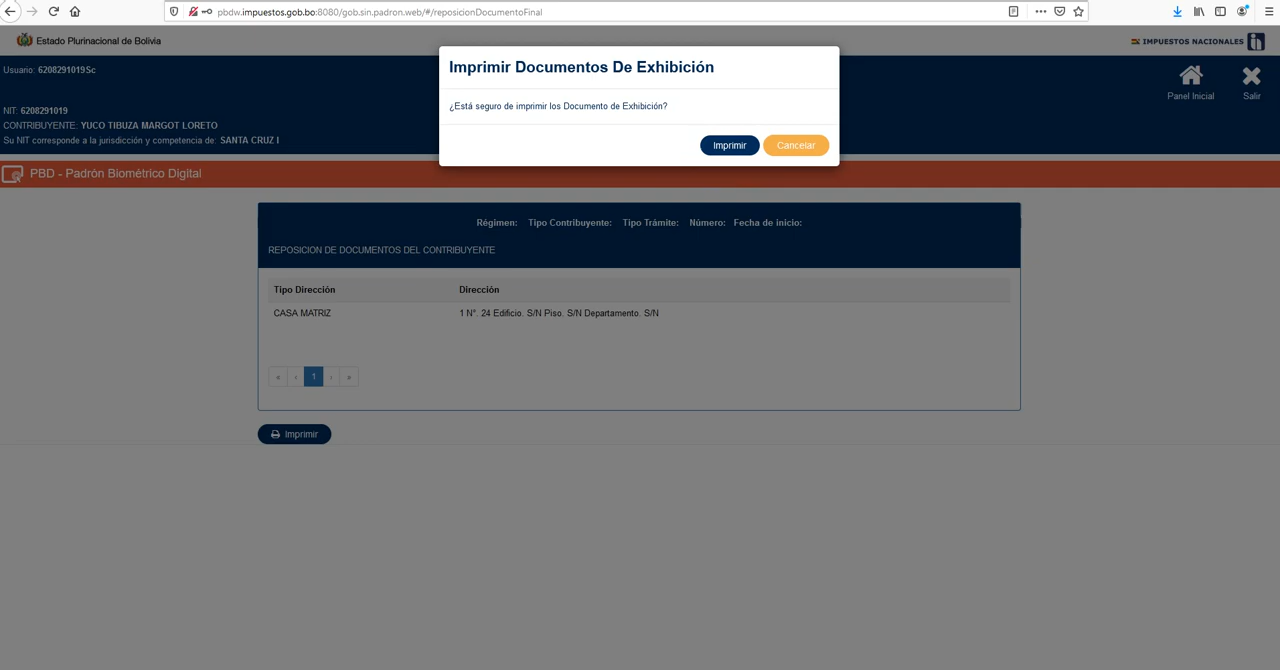 pbdw.impuestos.gob.bo:8080/gob.sin.padron.web/#/reposicionDocumentoFinal
Estado Plurinacional de Bolivia
IMPUESTOS NACIONALES
Usuario: 6208291019Sc
Panel Inicial
Salir
NIT: 6208291019
CONTRIBUYENTE: YUCO TIBUZA MARGOT LORETO
Su NIT corresponde a la jurisdicción y competencia de: SANTA CRUZ I
Imprimir Documentos De Exhibición
¿Está seguro de imprimir los Documento de Exhibición?
Imprimir
Cancelar
PBD - Padrón Biométrico Digital
Régimen: Tipo Contribuyente: Tipo Trámite: Número: Fecha de inicio:
REPOSICION DE DOCUMENTOS DEL CONTRIBUYENTE
Tipo Dirección Dirección
CASA MATRIZ 1 N°. 24 Edificio. S/N Piso. S/N Departamento. S/N
« ‹ 1 › »
Imprimir